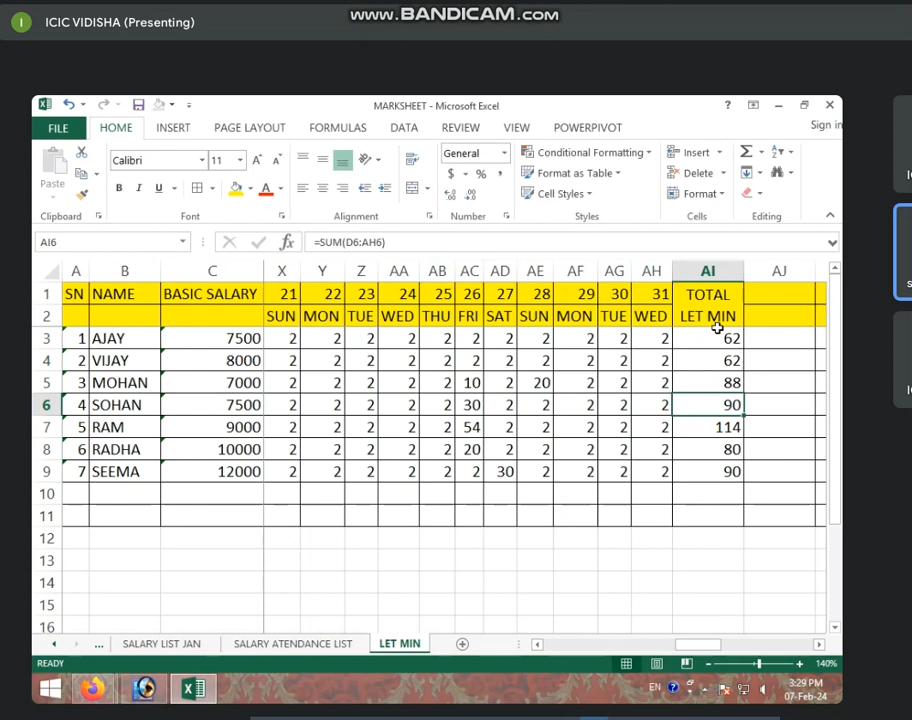 www.BANDICAM.com
I ICIC VIDISHA (Presenting)
MARKSHEET - Microsoft Excel
FILE HOME INSERT PAGE LAYOUT FORMULAS DATA REVIEW VIEW POWERPIVOT Sign in
Paste Calibri 11 General Conditional Formatting Insert
B I U A $ % , Format as Table Delete
Cell Styles Format
Clipboard Font Alignment Number Styles Cells Editing
AI6 fx =SUM(D6:AH6)
A B C X Y Z AA AB AC AD AE AF AG AH AI AJ
1 SN NAME BASIC SALARY 21 22 23 24 25 26 27 28 29 30 31 TOTAL
2 SUN MON TUE WED THU FRI SAT SUN MON TUE WED LET MIN
3 1 AJAY 7500 2 2 2 2 2 2 2 2 2 2 2 62
4 2 VIJAY 8000 2 2 2 2 2 2 2 2 2 2 2 62
5 3 MOHAN 7000 2 2 2 2 2 10 2 20 2 2 2 88
6 4 SOHAN 7500 2 2 2 2 2 30 2 2 2 2 2 90
7 5 RAM 9000 2 2 2 2 2 54 2 2 2 2 2 114
8 6 RADHA 10000 2 2 2 2 2 20 2 2 2 2 2 80
9 7 SEEMA 12000 2 2 2 2 2 2 30 2 2 2 2 90
10
11
12
13
14
15
16
... SALARY LIST JAN SALARY ATENDANCE LIST LET MIN
READY 140%
EN 3:29 PM
07-Feb-24